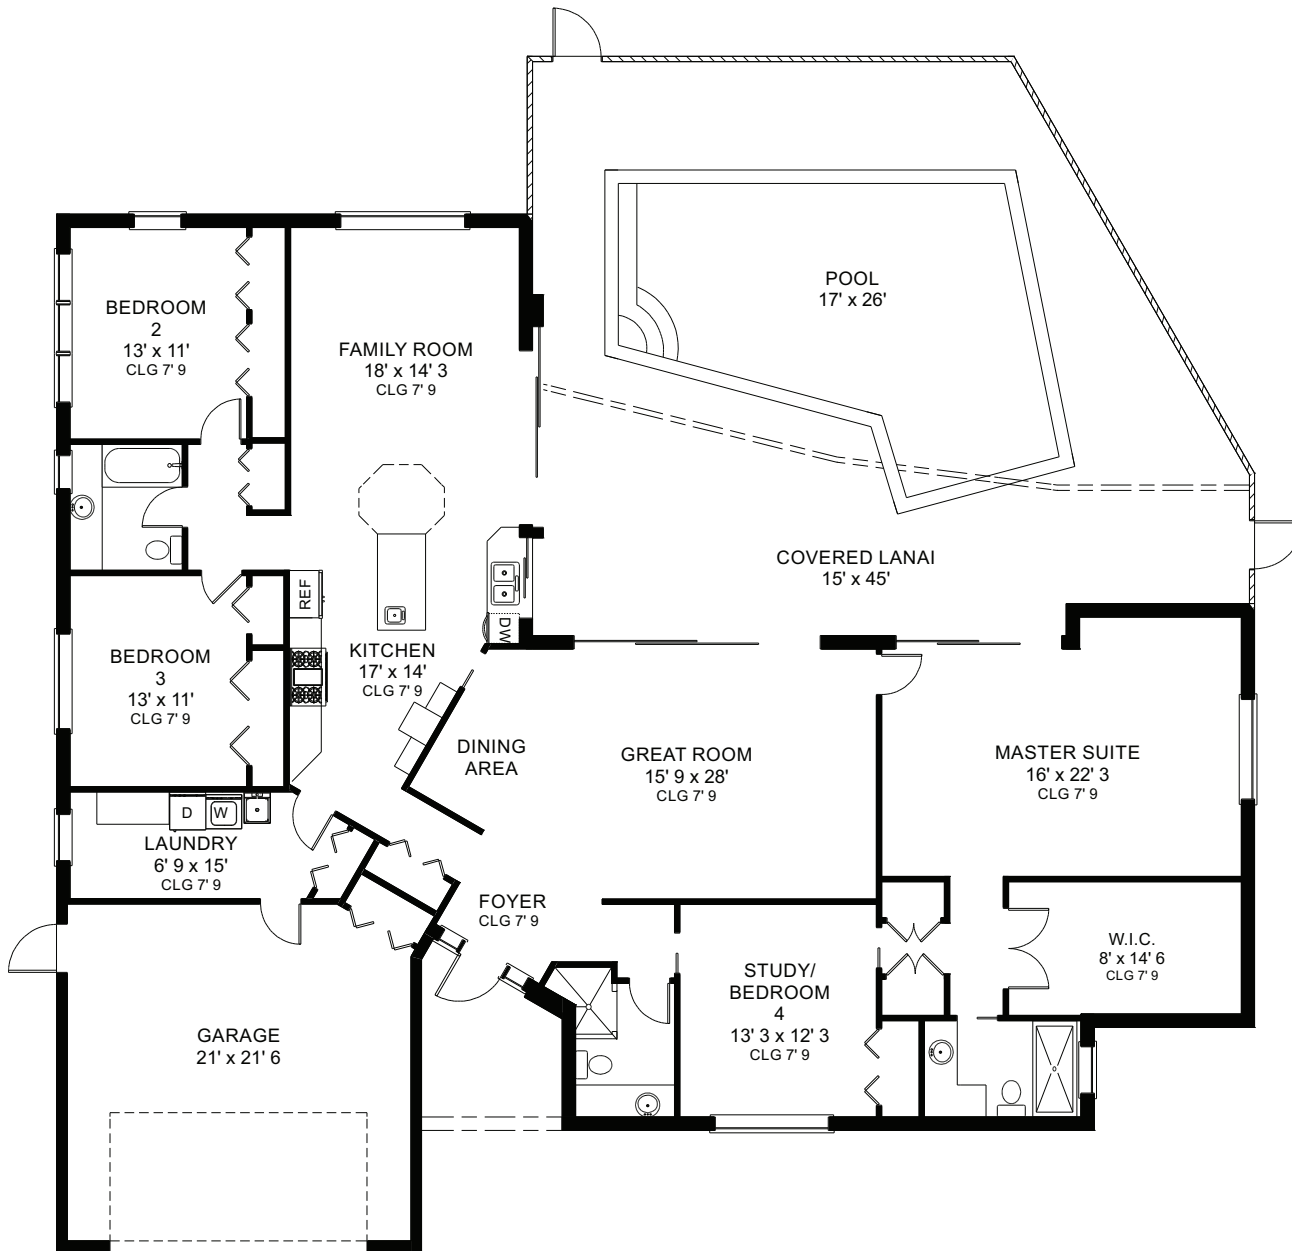 POOL
17' x 26'
BEDROOM
2
13' x 11'
CLG 7' 9
FAMILY ROOM
18' x 14' 3
CLG 7' 9
COVERED LANAI
15' x 45'
REF
DW
BEDROOM
3
13' x 11'
CLG 7' 9
KITCHEN
17' x 14'
CLG 7' 9
DINING
AREA
GREAT ROOM
15' 9 x 28'
CLG 7' 9
MASTER SUITE
16' x 22' 3
CLG 7' 9
D
W
LAUNDRY
6' 9 x 15'
CLG 7' 9
FOYER
CLG 7' 9
W.I.C.
8' x 14' 6
CLG 7' 9
STUDY/
BEDROOM
4
13' 3 x 12' 3
CLG 7' 9
GARAGE
21' x 21' 6